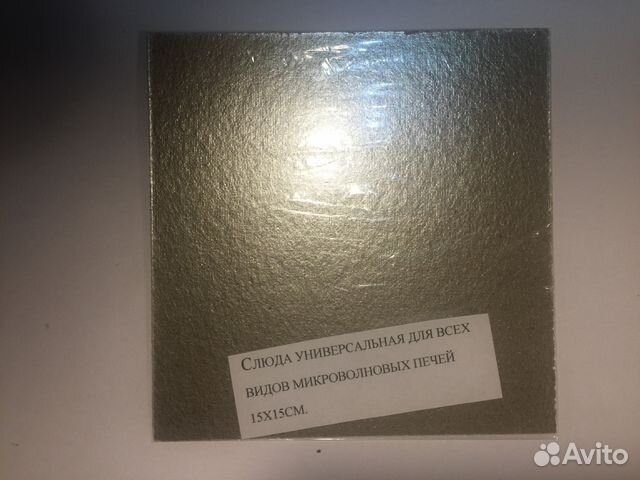 Слюда универсальная для всех
видов микроволновых печей
15х15см.
Avito